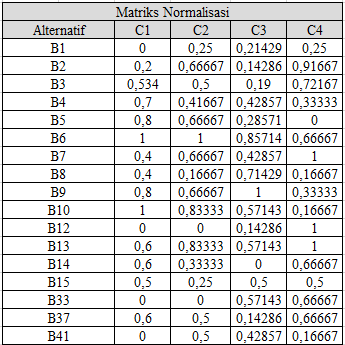 Matriks Normalisasi
Alternatif C1 C2 C3 C4
B1 0 0,25 0,21429 0,25
B2 0,2 0,66667 0,14286 0,91667
B3 0,534 0,5 0,19 0,72167
B4 0,7 0,41667 0,42857 0,33333
B5 0,8 0,66667 0,28571 0
B6 1 1 0,85714 0,66667
B7 0,4 0,66667 0,42857 1
B8 0,4 0,16667 0,71429 0,16667
B9 0,8 0,66667 1 0,33333
B10 1 0,83333 0,57143 0,16667
B12 0 0 0,14286 1
B13 0,6 0,83333 0,57143 1
B14 0,6 0,33333 0 0,66667
B15 0,5 0,25 0,5 0,5
B33 0 0 0,57143 0,66667
B37 0,6 0,5 0,14286 0,66667
B41 0 0,5 0,42857 0,16667